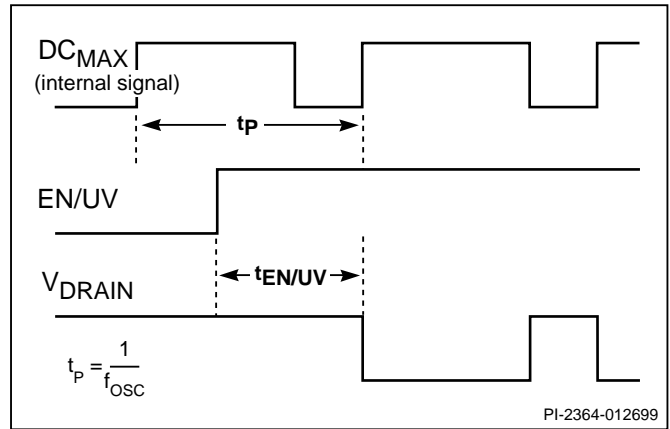 DCMAX
(internal signal)
tP
EN/UV
tEN/UV
VDRAIN
tP = 1/fOSC
PI-2364-012699